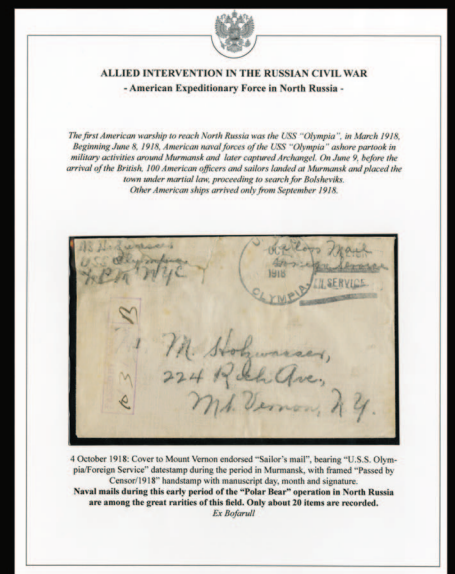 ALLIED INTERVENTION IN THE RUSSIAN CIVIL WAR
- American Expeditionary Force in North Russia -
The first American warship to reach North Russia was the USS "Olympia", in March 1918,
Beginning June 8, 1918, American naval forces of the USS "Olympia" ashore partook in
military activities around Murmansk and later captured Archangel. On June 9, before the
arrival of the British, 100 American officers and sailors landed at Murmansk and placed the
town under martial law, proceeding to search for Bolsheviks.
Other American ships arrived only from September 1918.
USS Olympia
N.Y.C
Sailors Mail
OCT
1918
OLYMPIA
SERVICE
M. Holzwasser,
224 Rich Ave.,
Mt. Vernon, N.Y.
4 October 1918: Cover to Mount Vernon endorsed "Sailor's mail", bearing "U.S.S. Olym-
pia/Foreign Service" datestamp during the period in Murmansk, with framed "Passed by
Censor/1918" handstamp with manuscript day, month and signature.
Naval mails during this early period of the "Polar Bear" operation in North Russia
are among the great rarities of this field. Only about 20 items are recorded.
Ex Bofarull